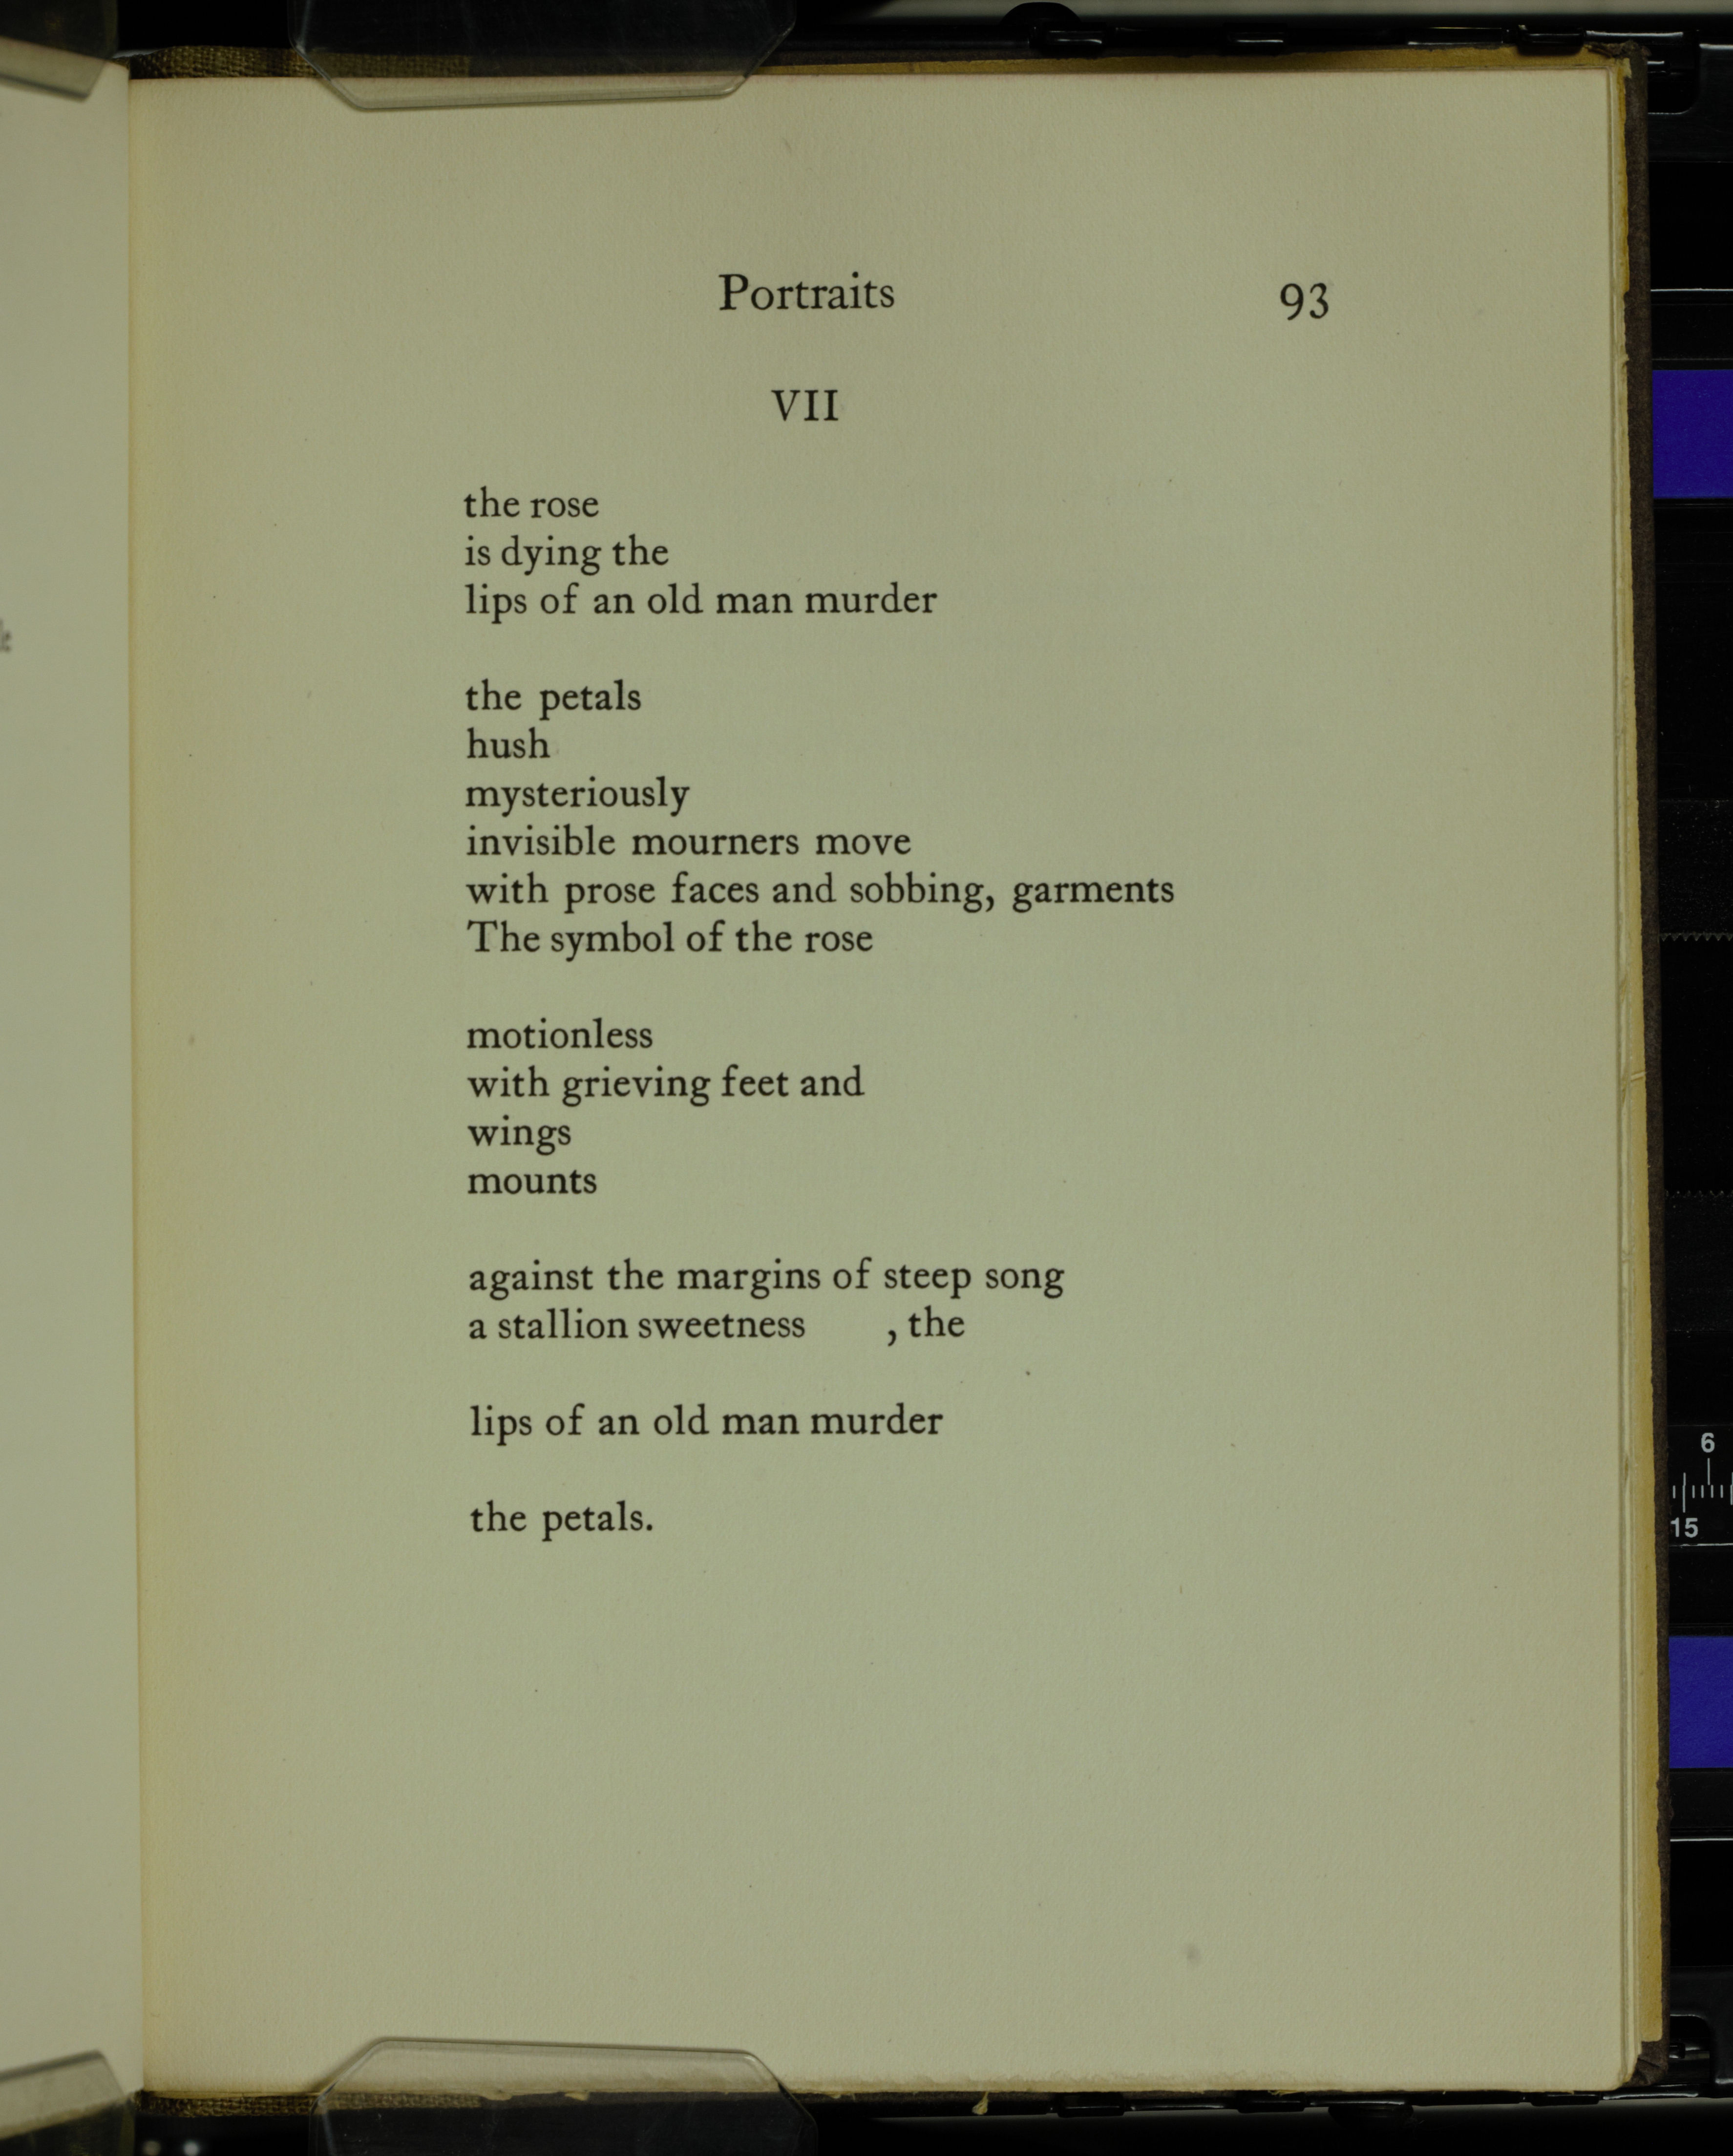 Portraits 93
VII
the rose
is dying the
lips of an old man murder
the petals
hush
mysteriously
invisible mourners move
with prose faces and sobbing, garments
The symbol of the rose
motionless
with grieving feet and
wings
mounts
against the margins of steep song
a stallion sweetness , the
lips of an old man murder
the petals.
6
15